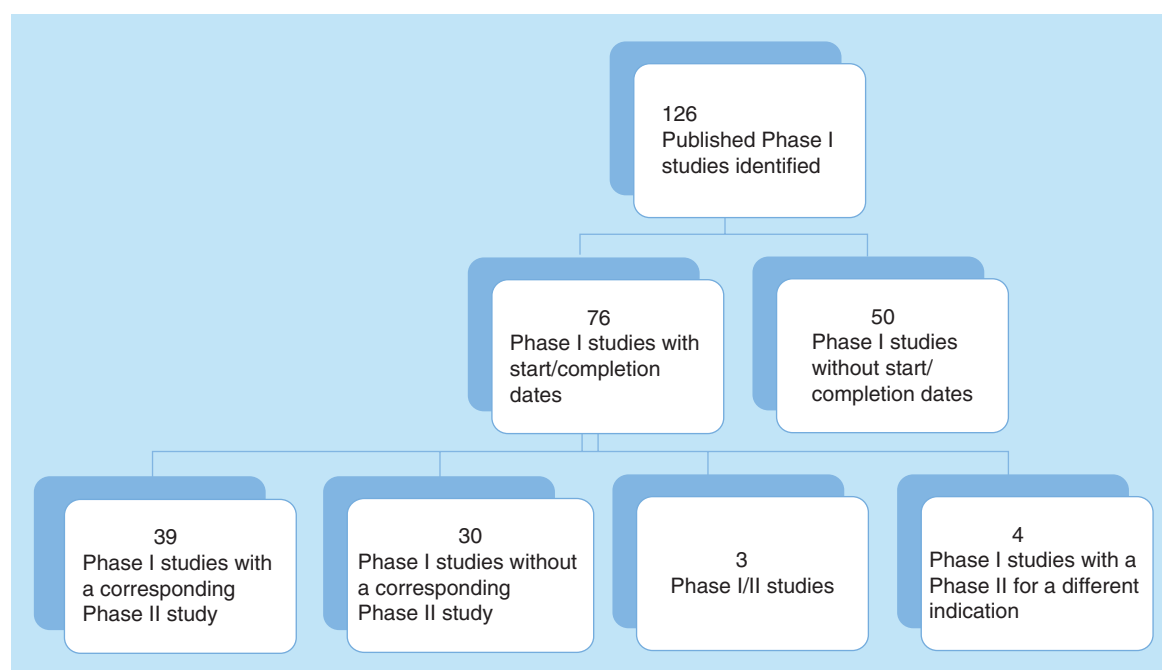 126
Published Phase I
studies identified
76
Phase I studies with
start/completion
dates
50
Phase I studies
without start/
completion dates
39
Phase I studies with
a corresponding
Phase II study
30
Phase I studies without
a corresponding
Phase II study
3
Phase I/II studies
4
Phase I studies with a
Phase II for a different
indication